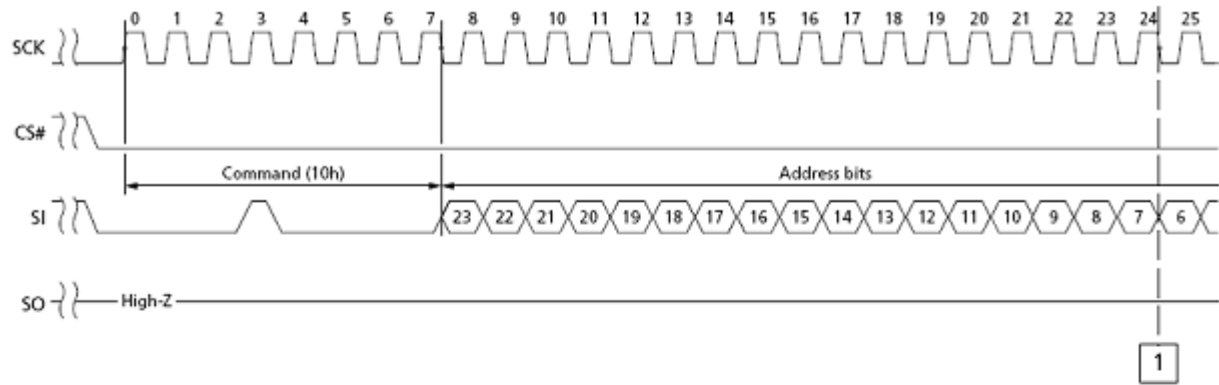 0 1 2 3 4 5 6 7 8 9 10 11 12 13 14 15 16 17 18 19 20 21 22 23 24 25
SCK
CS#
Command (10h) Address bits
SI 23 22 21 20 19 18 17 16 15 14 13 12 11 10 9 8 7 6
SO High-Z
1